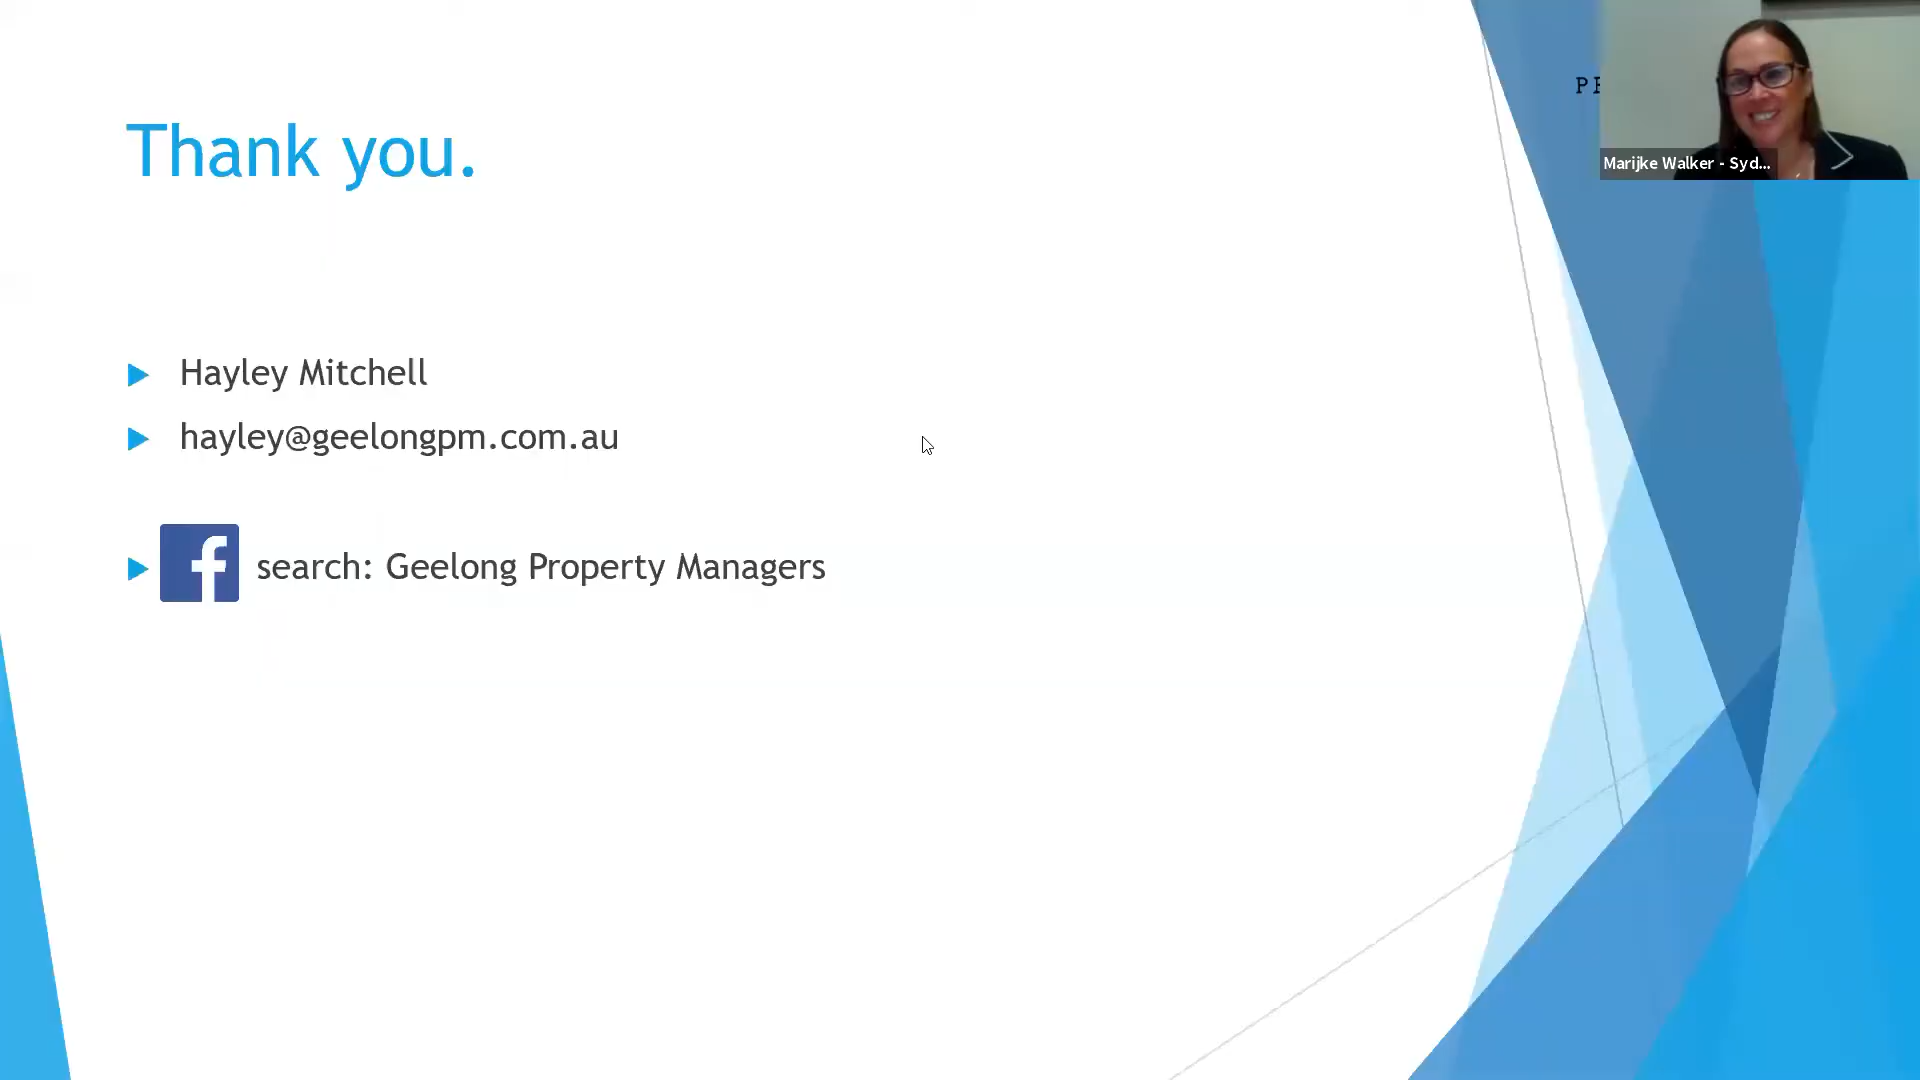 Thank you.
Hayley Mitchell
hayley@geelongpm.com.au
search: Geelong Property Managers
Marijke Walker - Syd...